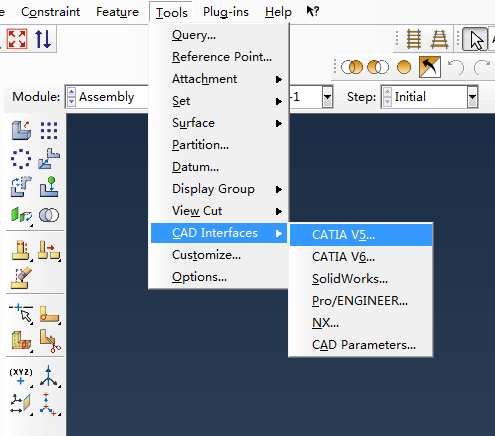 e Constraint Feature Tools Plug-ins Help
Module: Assembly -1 Step: Initial
Query...
Reference Point...
Attachment
Set
Surface
Partition...
Datum...
Display Group
View Cut
CAD Interfaces
Customize...
Options...
CATIA V5...
CATIA V6...
SolidWorks...
Pro/ENGINEER...
NX...
CAD Parameters...
(XYZ)